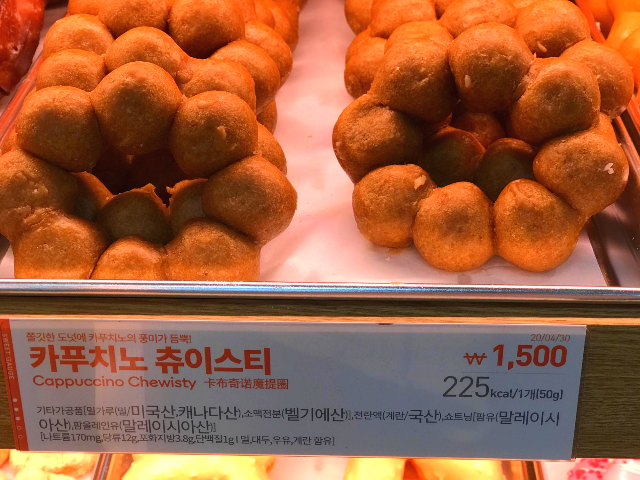 쫄깃한 도넛에 카푸치노의 풍미가 듬뿍!
20/04/30
카푸치노 츄이스티
₩ 1,500
Cappuccino Chewisty 卡布奇诺魔提圈
225kcal/1개(50g)
기타가공품[밀가루(밀/미국산,캐나다산),소맥전분(벨기에산)],전란액(계란/국산),쇼트닝[팜유(말레이시
아산),팜올레인유(말레이시아산)]
[나트륨170mg,당류12g,포화지방3.8g,단백질1g I 밀,대두,우유,계란 함유]